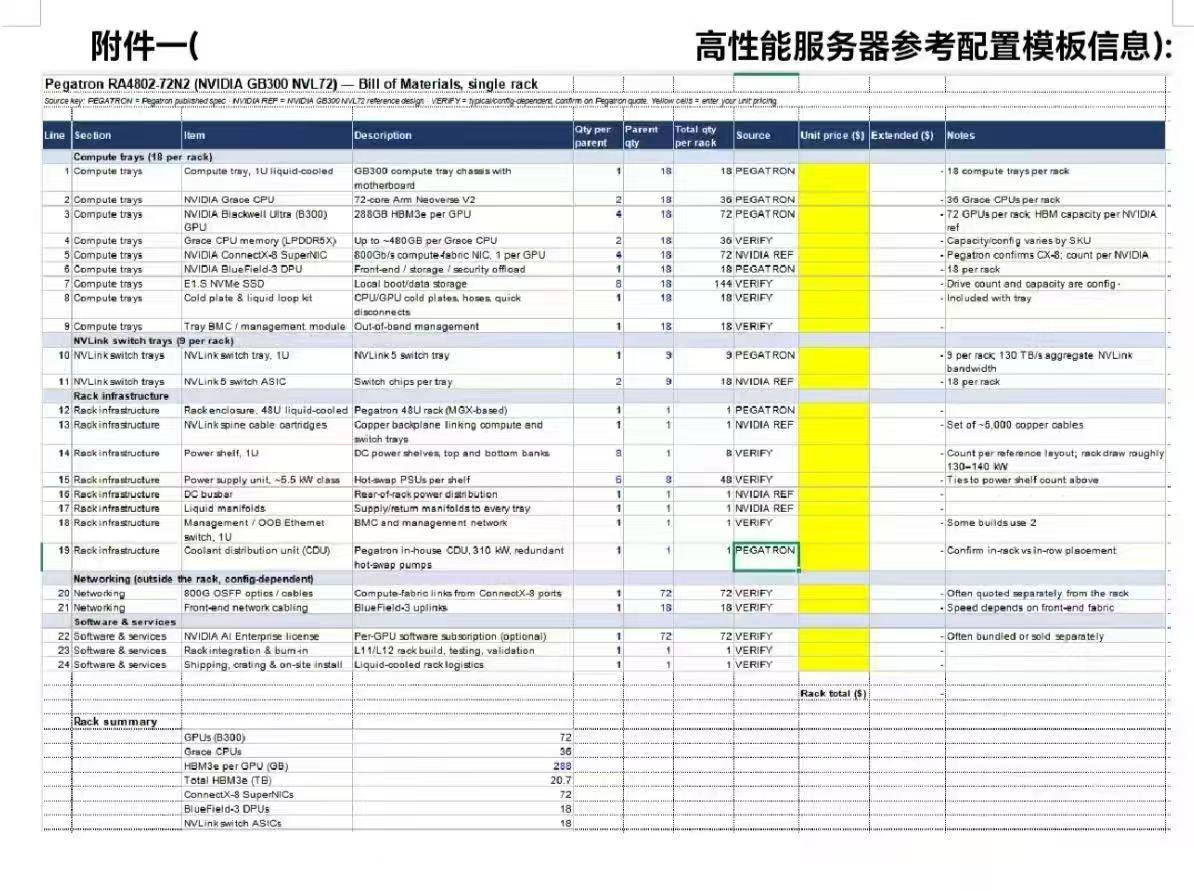 附件一(
高性能服务器参考配置模板信息):
Pegatron RA4802-72N2 (NVIDIA GB300 NVL72) — Bill of Materials, single rack
Source key: PEGATRON = Pegatron published spec · NVIDIA REF = NVIDIA GB300 NVL72 reference design · VERIFY = typical/config-dependent, confirm on Pegatron quote. Yellow cells = enter your unit pricing.
Line Section Item Description Qty per parent Parent qty Total qty per rack Source Unit price ($) Extended ($) Notes
Compute trays (18 per rack)
1 Compute trays Compute tray, 1U liquid-cooled GB300 compute tray chassis with motherboard 1 18 18 PEGATRON - 18 compute trays per rack
2 Compute trays NVIDIA Grace CPU 72-core Arm Neoverse V2 2 18 36 PEGATRON - 36 Grace CPUs per rack
3 Compute trays NVIDIA Blackwell Ultra (B300) GPU 288GB HBM3e per GPU 4 18 72 PEGATRON - 72 GPUs per rack; HBM capacity per NVIDIA ref
4 Compute trays Grace CPU memory (LPDDR5X) Up to ~480GB per Grace CPU 2 18 36 VERIFY - Capacity/config varies by SKU
5 Compute trays NVIDIA ConnectX-8 SuperNIC 800Gb/s compute-fabric NIC, 1 per GPU 4 18 72 NVIDIA REF - Pegatron confirms CX-8; count per NVIDIA
6 Compute trays NVIDIA BlueField-3 DPU Front-end / storage / security offload 1 18 18 PEGATRON - 18 per rack
7 Compute trays E1.S NVMe SSD Local boot/data storage 8 18 144 VERIFY - Drive count and capacity are config-
8 Compute trays Cold plate & liquid loop kit CPU/GPU cold plates, hoses, quick disconnects 1 18 18 VERIFY - Included with tray
9 Compute trays Tray BMC / management module Out-of-band management 1 18 18 VERIFY -
NVLink switch trays (9 per rack)
10 NVLink switch trays NVLink switch tray, 1U NVLink 5 switch tray 1 9 9 PEGATRON - 9 per rack; 130 TB/s aggregate NVLink bandwidth
11 NVLink switch trays NVLink 5 switch ASIC Switch chips per tray 2 9 18 NVIDIA REF - 18 per rack
Rack infrastructure
12 Rack infrastructure Rack enclosure, 48U liquid-cooled Pegatron 48U rack (MGX-based) 1 1 1 PEGATRON -
13 Rack infrastructure NVLink spine cable cartridges Copper backplane linking compute and switch trays 1 1 1 NVIDIA REF - Set of ~5,000 copper cables
14 Rack infrastructure Power shelf, 1U DC power shelves, top and bottom banks 8 1 8 VERIFY - Count per reference layout; rack draw roughly 130–140 kW
15 Rack infrastructure Power supply unit, ~5.5 kW class Hot-swap PSUs per shelf 6 8 48 VERIFY - Ties to power shelf count above
16 Rack infrastructure DC busbar Rear-of-rack power distribution 1 1 1 NVIDIA REF -
17 Rack infrastructure Liquid manifolds Supply/return manifolds to every tray 1 1 1 NVIDIA REF -
18 Rack infrastructure Management / OOB Ethernet switch, 1U BMC and management network 1 1 1 VERIFY - Some builds use 2
19 Rack infrastructure Coolant distribution unit (CDU) Pegatron in-house CDU, 310 kW, redundant hot-swap pumps 1 1 1 PEGATRON - Confirm in-rack vs in-row placement
Networking (outside the rack, config-dependent)
20 Networking 800G OSFP optics / cables Compute-fabric links from ConnectX-8 ports 1 72 72 VERIFY - Often quoted separately from the rack
21 Networking Front-end network cabling BlueField-3 uplinks 1 18 18 VERIFY - Speed depends on front-end fabric
Software & services
22 Software & services NVIDIA AI Enterprise license Per-GPU software subscription (optional) 1 72 72 VERIFY - Often bundled or sold separately
23 Software & services Rack integration & burn-in L11/L12 rack build, testing, validation 1 1 1 VERIFY -
24 Software & services Shipping, crating & on-site install Liquid-cooled rack logistics 1 1 1 VERIFY -
Rack total ($) -
Rack summary
GPUs (B300) 72
Grace CPUs 36
HBM3e per GPU (GB) 288
Total HBM3e (TB) 20.7
ConnectX-8 SuperNICs 72
BlueField-3 DPUs 18
NVLink switch ASICs 18